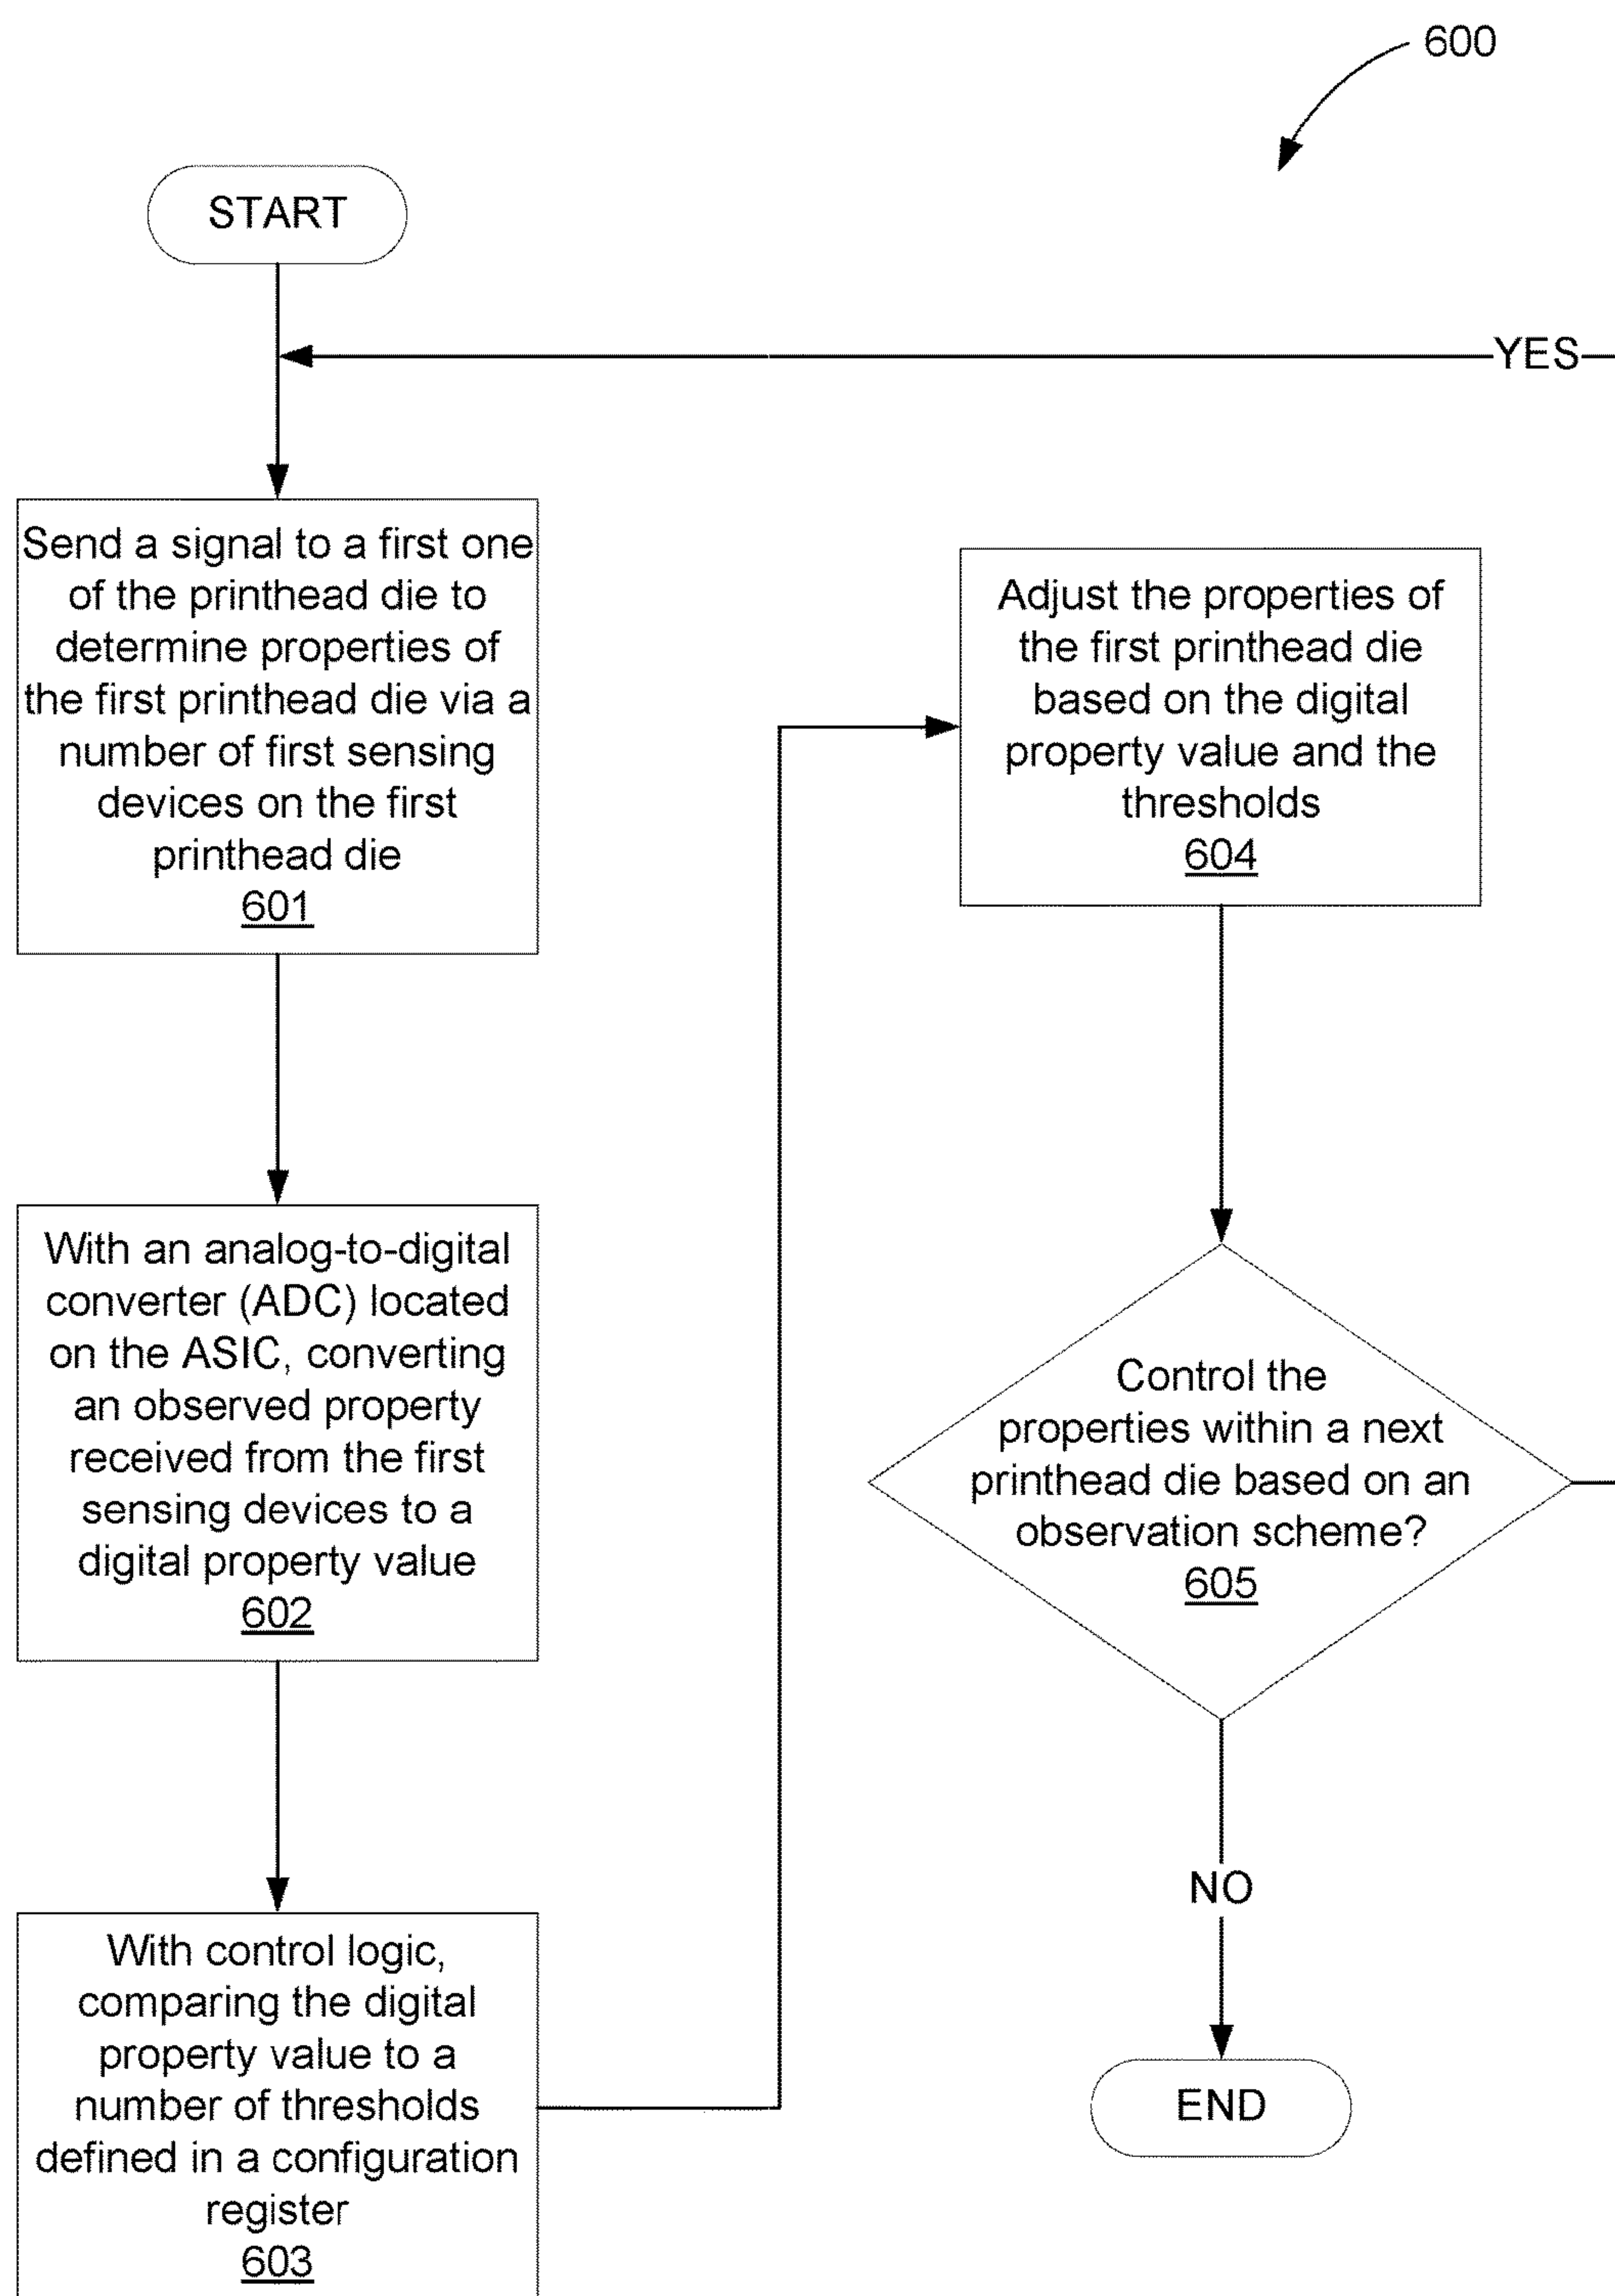 600
START
YES
Send a signal to a first one
of the printhead die to
determine properties of
the first printhead die via a
number of first sensing
devices on the first
printhead die
601
With an analog-to-digital
converter (ADC) located
on the ASIC, converting
an observed property
received from the first
sensing devices to a
digital property value
602
With control logic,
comparing the digital
property value to a
number of thresholds
defined in a configuration
register
603
Adjust the properties of
the first printhead die
based on the digital
property value and the
thresholds
604
Control the
properties within a next
printhead die based on an
observation scheme?
605
NO
END